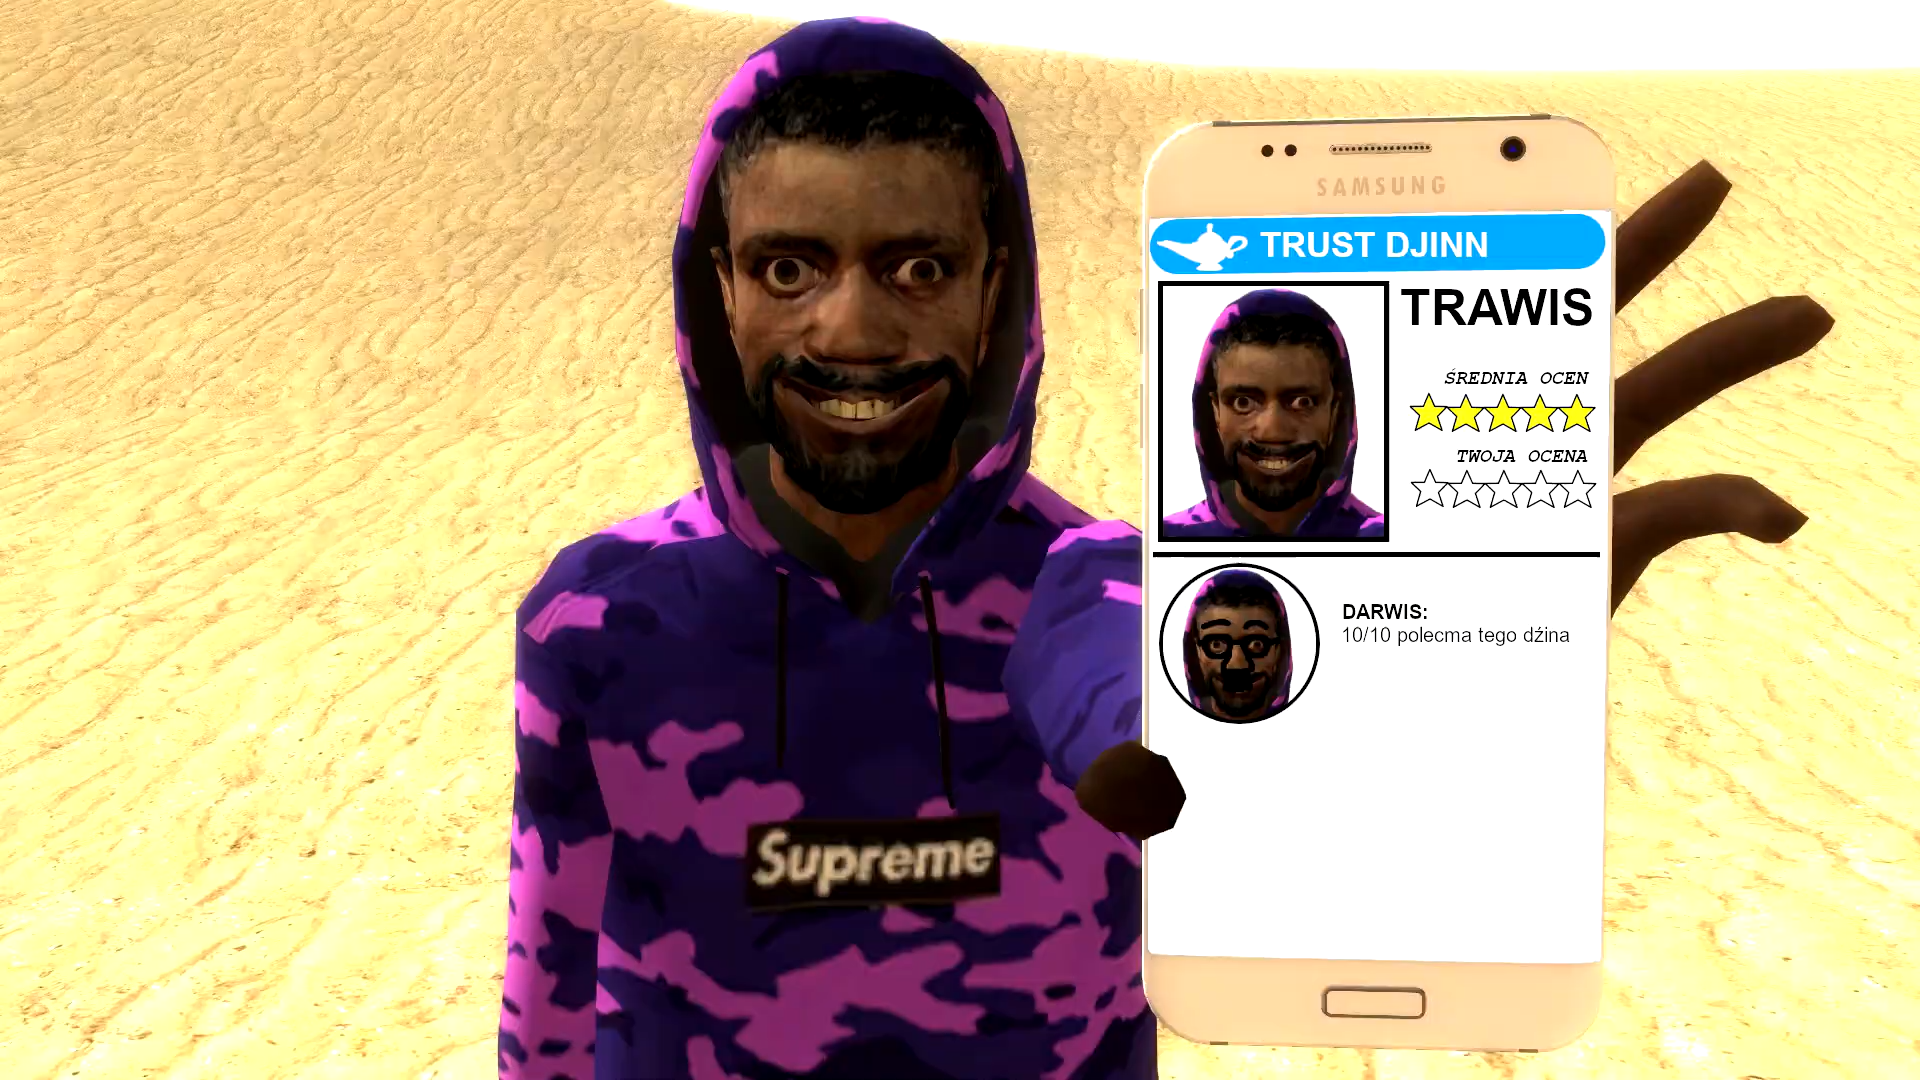 SAMSUNG
TRUST DJINN
TRAWIS
ŚREDNIA OCEN
TWOJA OCENA
DARWIS:
10/10 polecma tego dźina
Supreme